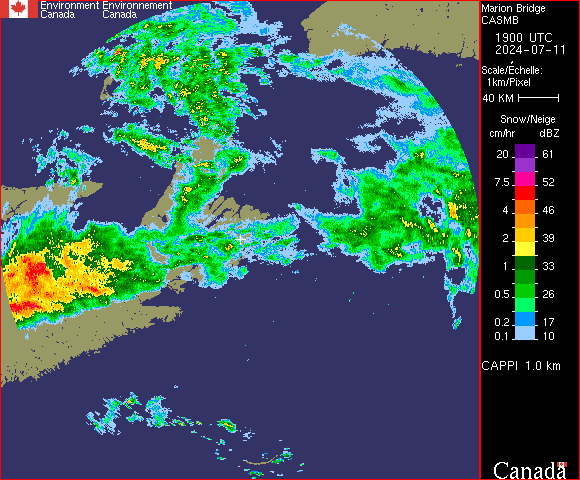 Environment Environnement
Canada Canada
Marion Bridge
CASMB
1900 UTC
2024-07-11
Scale/Échelle:
1km/Pixel
40 KM
Snow/Neige
cm/hr dBZ
20 61
7.5 52
4 46
2 39
1 33
0.5 26
0.2 17
0.1 10
CAPPI 1.0 km
Canada